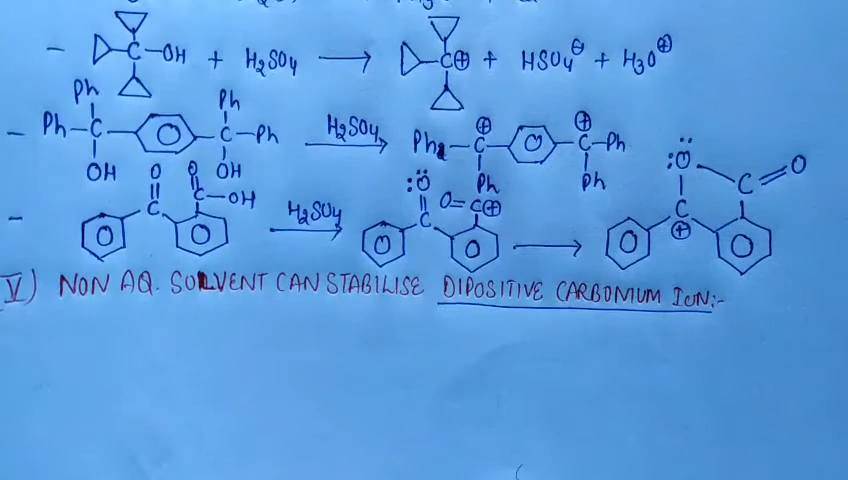 - C-OH + H₂SO₄ ⟶ C⊕ + HSO₄⊖ + H₃O⊕
- Ph Ph-C-OH C-Ph Ph OH H₂SO₄ ⟶ Ph C⊕ Ph C⊕ Ph Ph
- O C O C-OH H₂SO₄ ⟶ :Ö C O=C⊕ ⟶ :Ö C⊕ C=O
V) NON AQ. SOLVENT CAN STABILISE DIPOSITIVE CARBONIUM ION:-